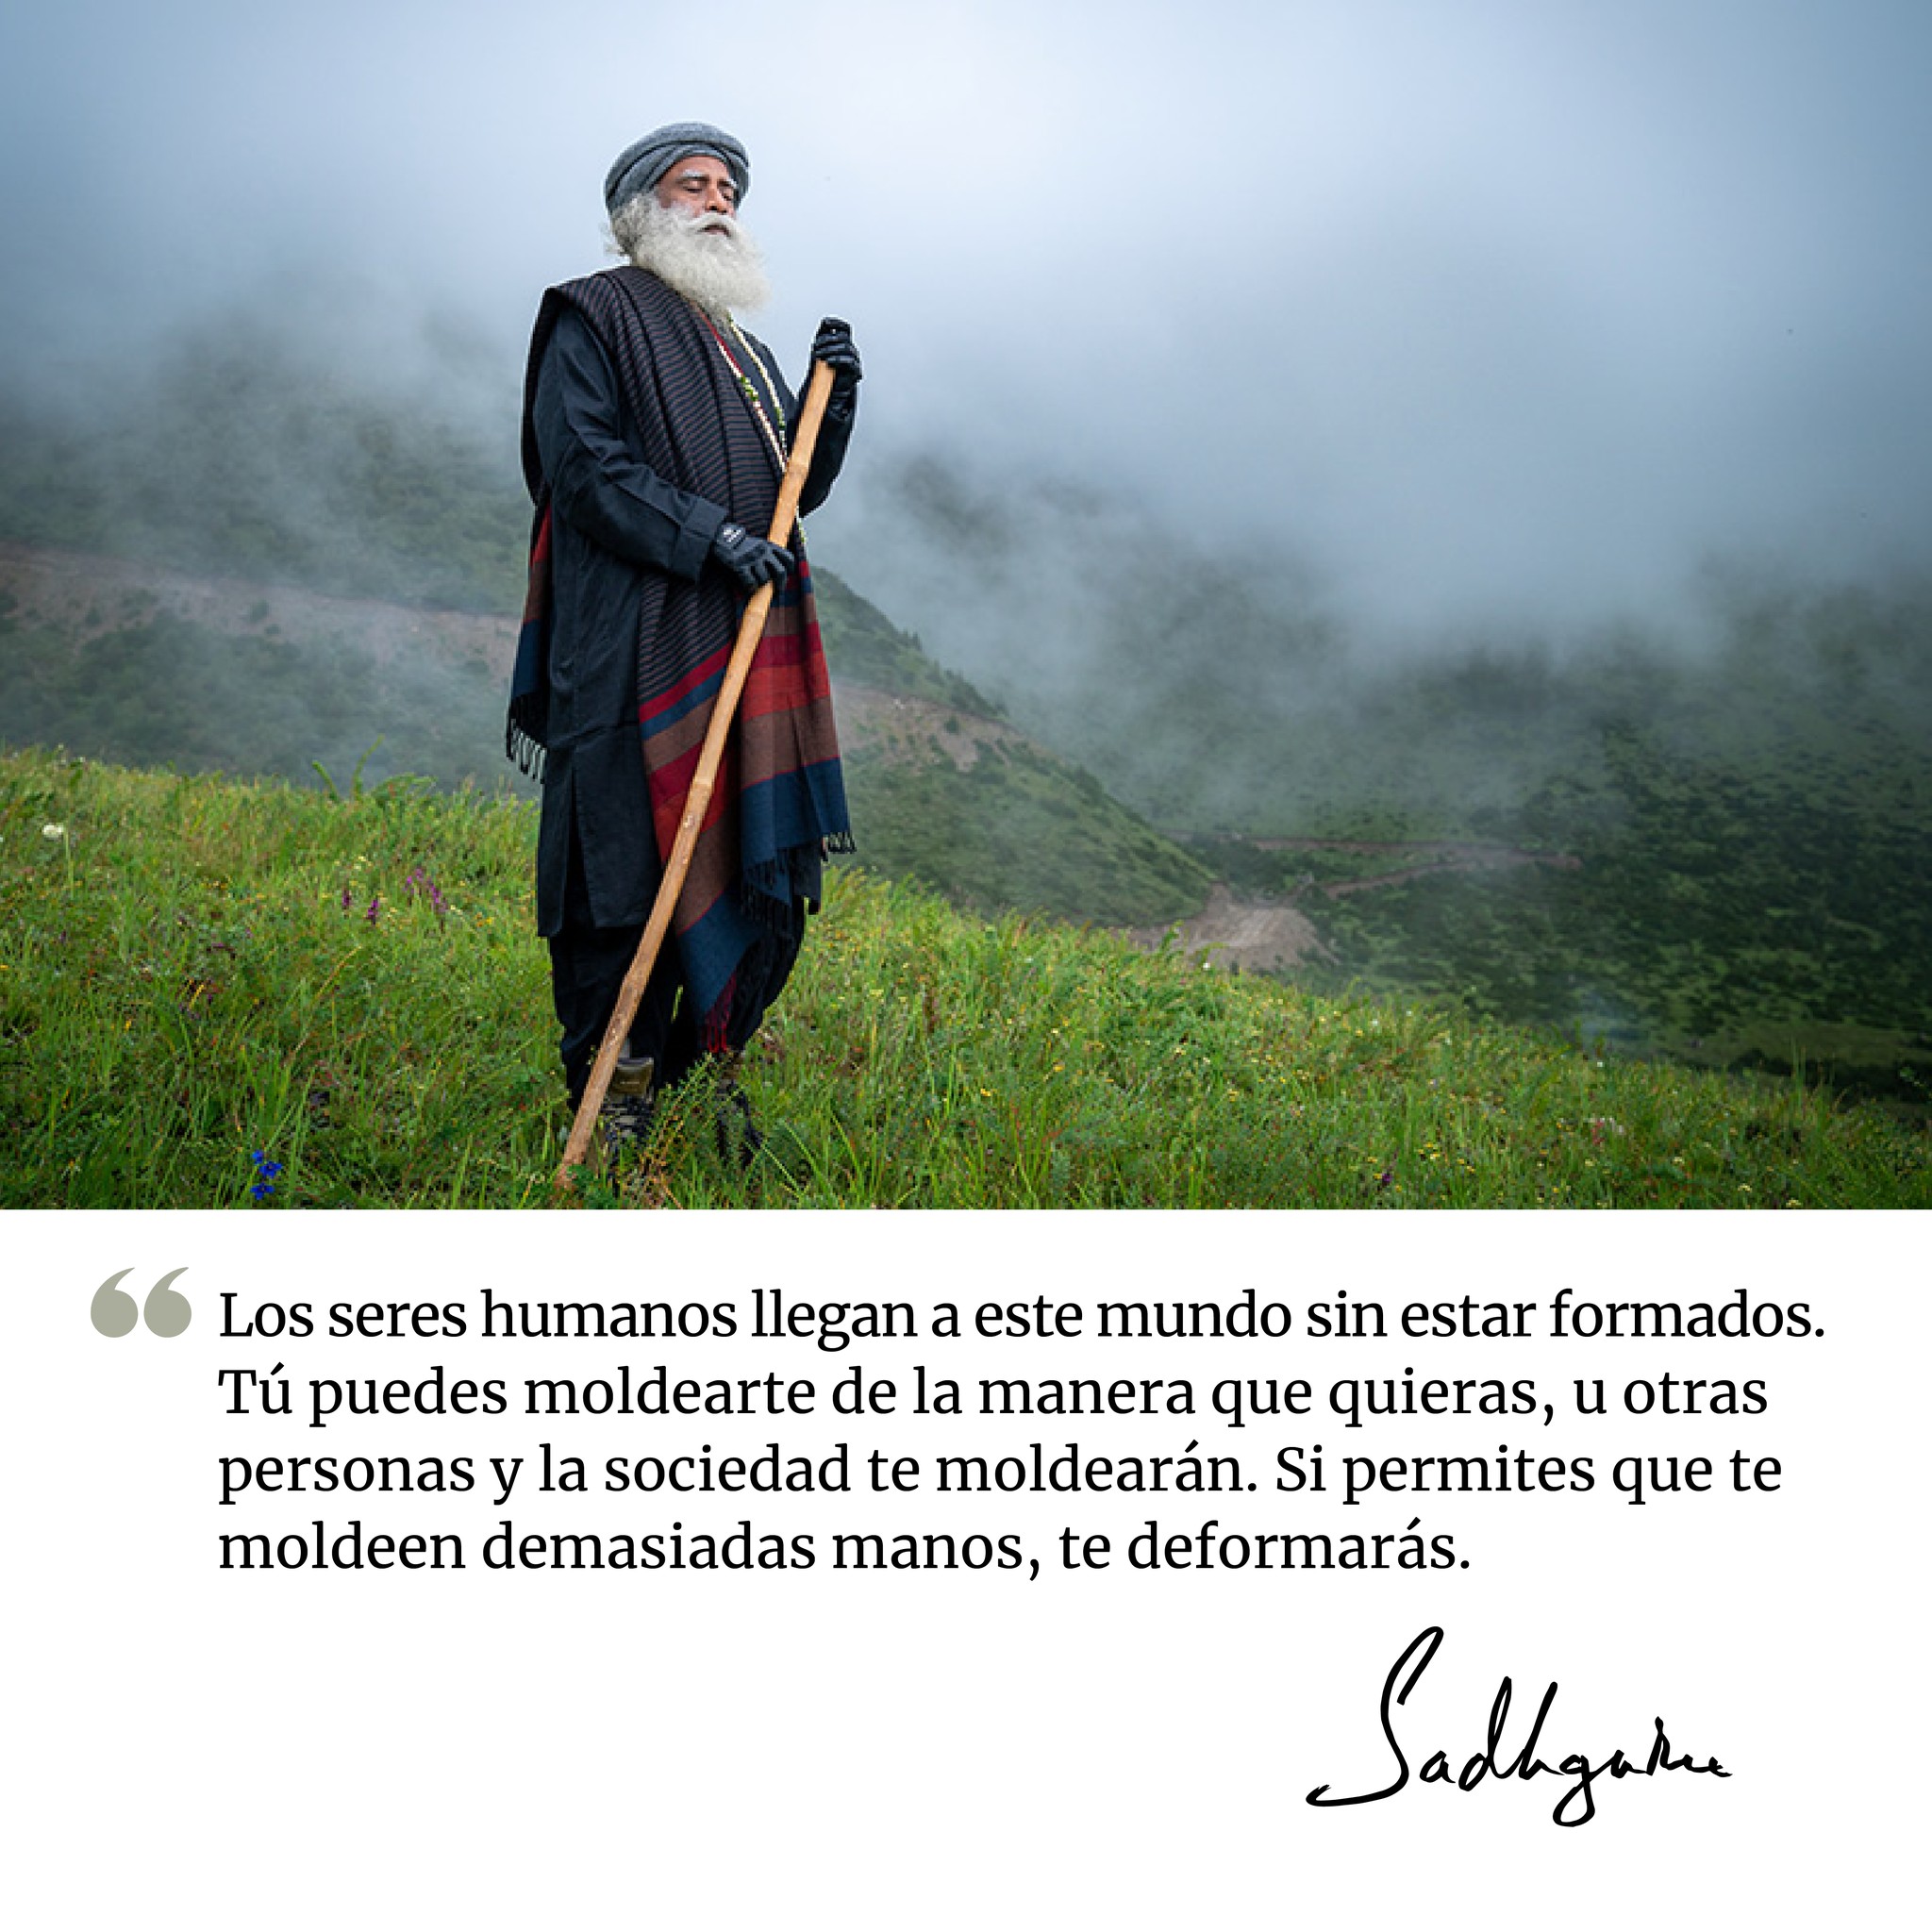 “
Los seres humanos llegan a este mundo sin estar formados.
Tú puedes moldearte de la manera que quieras, u otras
personas y la sociedad te moldearán. Si permites que te
moldeen demasiadas manos, te deformarás.
Sadhguru